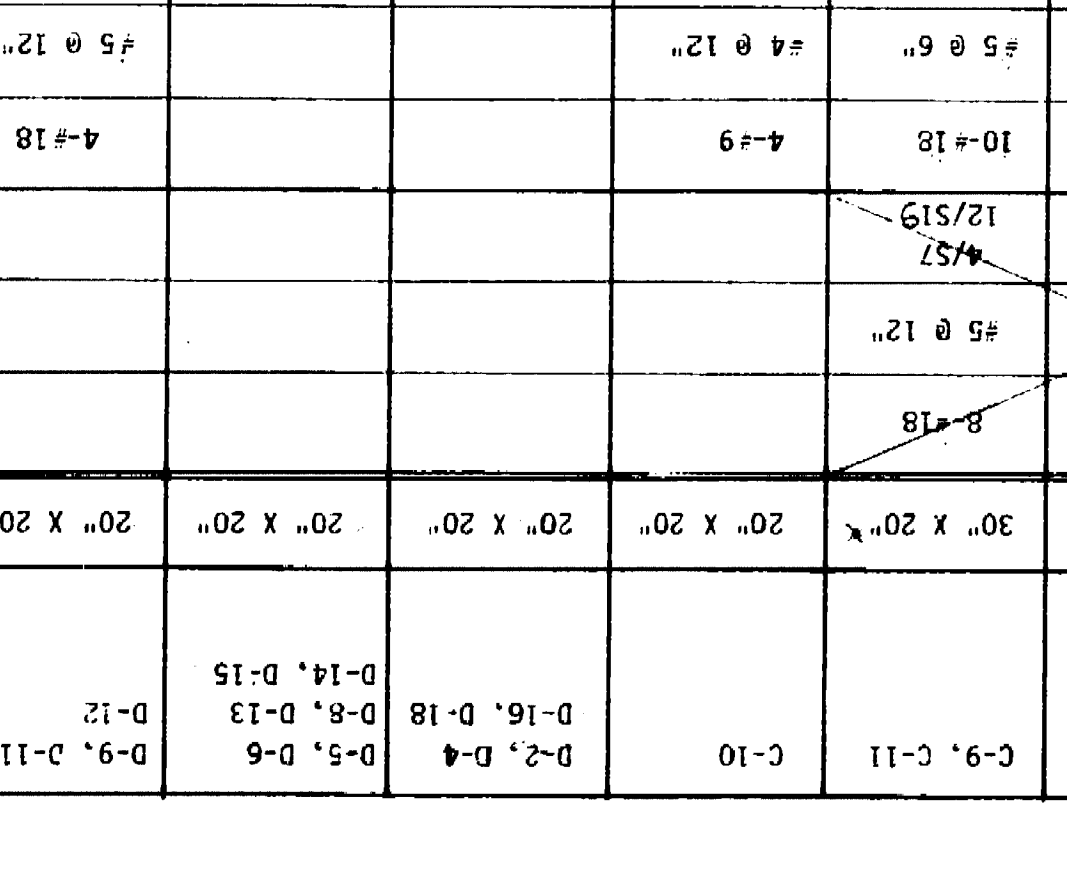 C-9, C-11
C-10
D-2, D-4
D-16, D-18
D-5, D-6
D-8, D-13
D-14, D-15
D-9, D-11
D-12
30" X 20"
20" X 20"
20" X 20"
20" X 20"
20" X 20
8-#18
#5 @ 12"
4/S7
12/S19
10-#18
4-#9
4-#18
#5 @ 6"
#4 @ 12"
#5 @ 12"